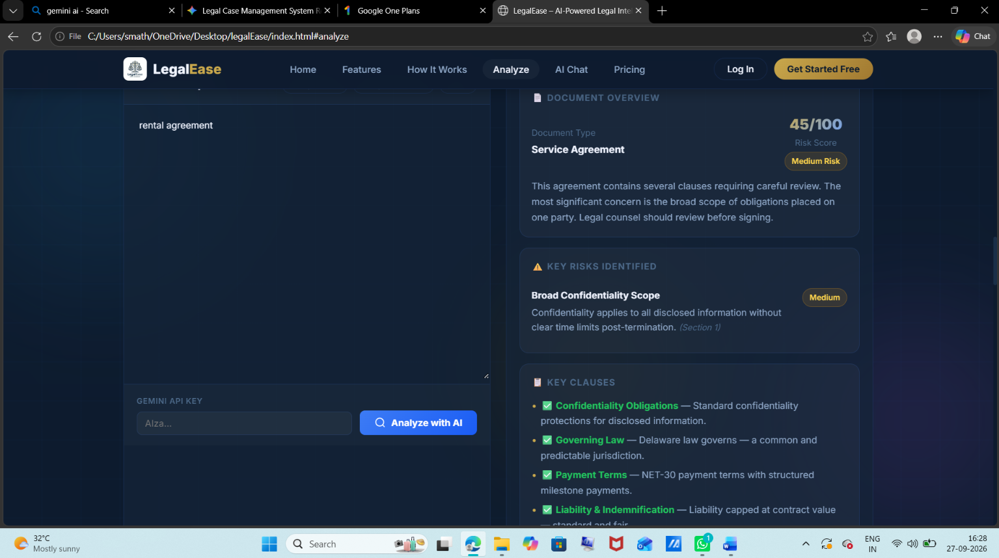 gemini ai - Search
Legal Case Management System R
Google One Plans
LegalEase – AI-Powered Legal Inte
File
C:/Users/smath/OneDrive/Desktop/legalEase/index.html#analyze
Chat
LegalEase
Home
Features
How It Works
Analyze
AI Chat
Pricing
Log In
Get Started Free
rental agreement
GEMINI API KEY
AIza...
Analyze with AI
DOCUMENT OVERVIEW
Document Type
Service Agreement
45/100
Risk Score
Medium Risk
This agreement contains several clauses requiring careful review. The
most significant concern is the broad scope of obligations placed on
one party. Legal counsel should review before signing.
KEY RISKS IDENTIFIED
Broad Confidentiality Scope
Medium
Confidentiality applies to all disclosed information without
clear time limits post-termination. (Section 1)
KEY CLAUSES
Confidentiality Obligations — Standard confidentiality
protections for disclosed information.
Governing Law — Delaware law governs — a common and
predictable jurisdiction.
Payment Terms — NET-30 payment terms with structured
milestone payments.
Liability & Indemnification — Liability capped at contract value
— standard and fair.
32°C
Mostly sunny
Search
1
ENG
IN
16:28
27-09-2026